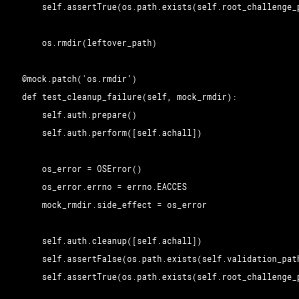 self.assertTrue(os.path.exists(self.root_challenge_p
os.rmdir(leftover_path)
@mock.patch('os.rmdir')
def test_cleanup_failure(self, mock_rmdir):
self.auth.prepare()
self.auth.perform([self.achall])
os_error = OSError()
os_error.errno = errno.EACCES
mock_rmdir.side_effect = os_error
self.auth.cleanup([self.achall])
self.assertFalse(os.path.exists(self.validation_path
self.assertTrue(os.path.exists(self.root_challenge_p